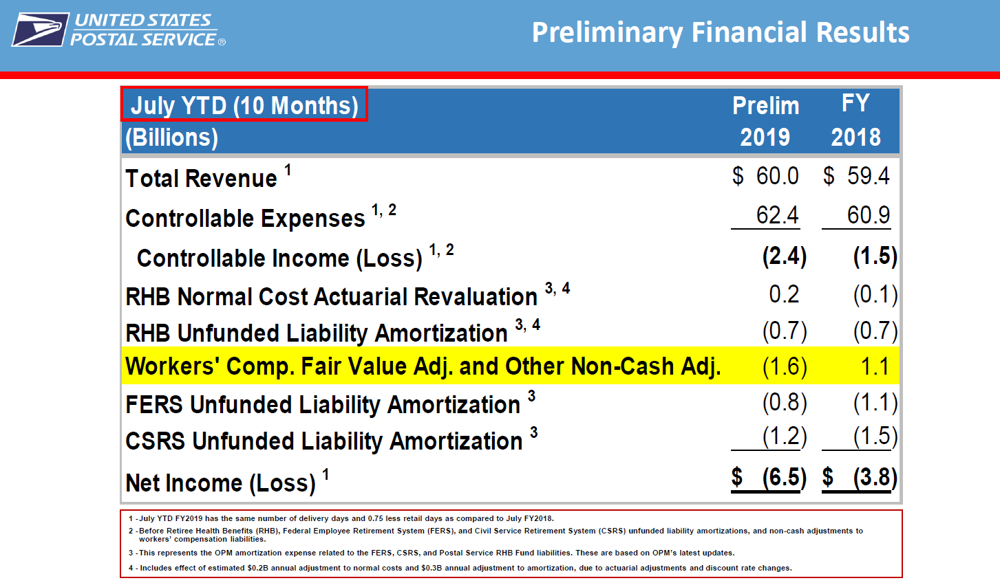 UNITED STATES
POSTAL SERVICE®
Preliminary Financial Results
July YTD (10 Months) Prelim FY
(Billions) 2019 2018
Total Revenue 1 $ 60.0 $ 59.4
Controllable Expenses 1, 2 62.4 60.9
Controllable Income (Loss) 1, 2 (2.4) (1.5)
RHB Normal Cost Actuarial Revaluation 3, 4 0.2 (0.1)
RHB Unfunded Liability Amortization 3, 4 (0.7) (0.7)
Workers' Comp. Fair Value Adj. and Other Non-Cash Adj. (1.6) 1.1
FERS Unfunded Liability Amortization 3 (0.8) (1.1)
CSRS Unfunded Liability Amortization 3 (1.2) (1.5)
Net Income (Loss) 1 $ (6.5) $ (3.8)
1 - July YTD FY2019 has the same number of delivery days and 0.75 less retail days as compared to July FY2018.
2 - Before Retiree Health Benefits (RHB), Federal Employee Retirement System (FERS), and Civil Service Retirement System (CSRS) unfunded liability amortizations, and non-cash adjustments to
workers' compensation liabilities.
3 - This represents the OPM amortization expense related to the FERS, CSRS, and Postal Service RHB Fund liabilities. These are based on OPM's latest updates.
4 - Includes effect of estimated $0.2B annual adjustment to normal costs and $0.3B annual adjustment to amortization, due to actuarial adjustments and discount rate changes.